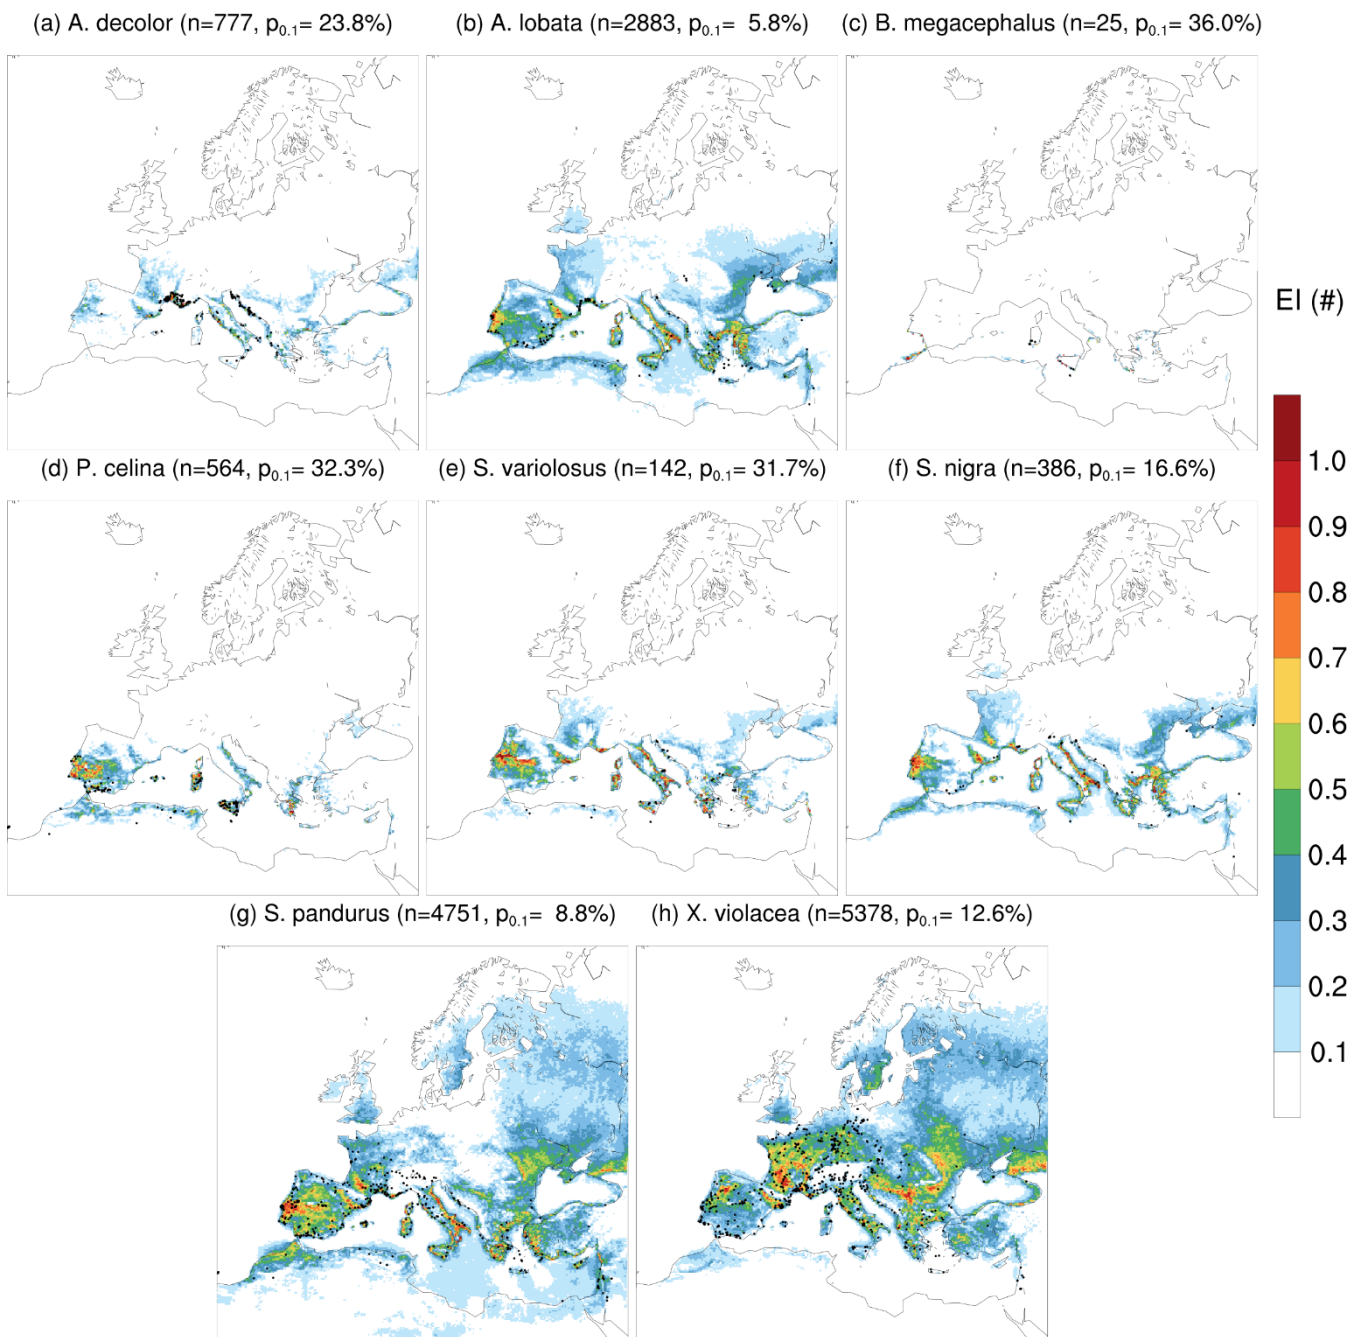 (a) A. decolor (n=777, p0.1= 23.8%)
(b) A. lobata (n=2883, p0.1= 5.8%)
(c) B. megacephalus (n=25, p0.1= 36.0%)
(d) P. celina (n=564, p0.1= 32.3%)
(e) S. variolosus (n=142, p0.1= 31.7%)
(f) S. nigra (n=386, p0.1= 16.6%)
(g) S. pandurus (n=4751, p0.1= 8.8%)
(h) X. violacea (n=5378, p0.1= 12.6%)
EI (#)
1.0
0.9
0.8
0.7
0.6
0.5
0.4
0.3
0.2
0.1